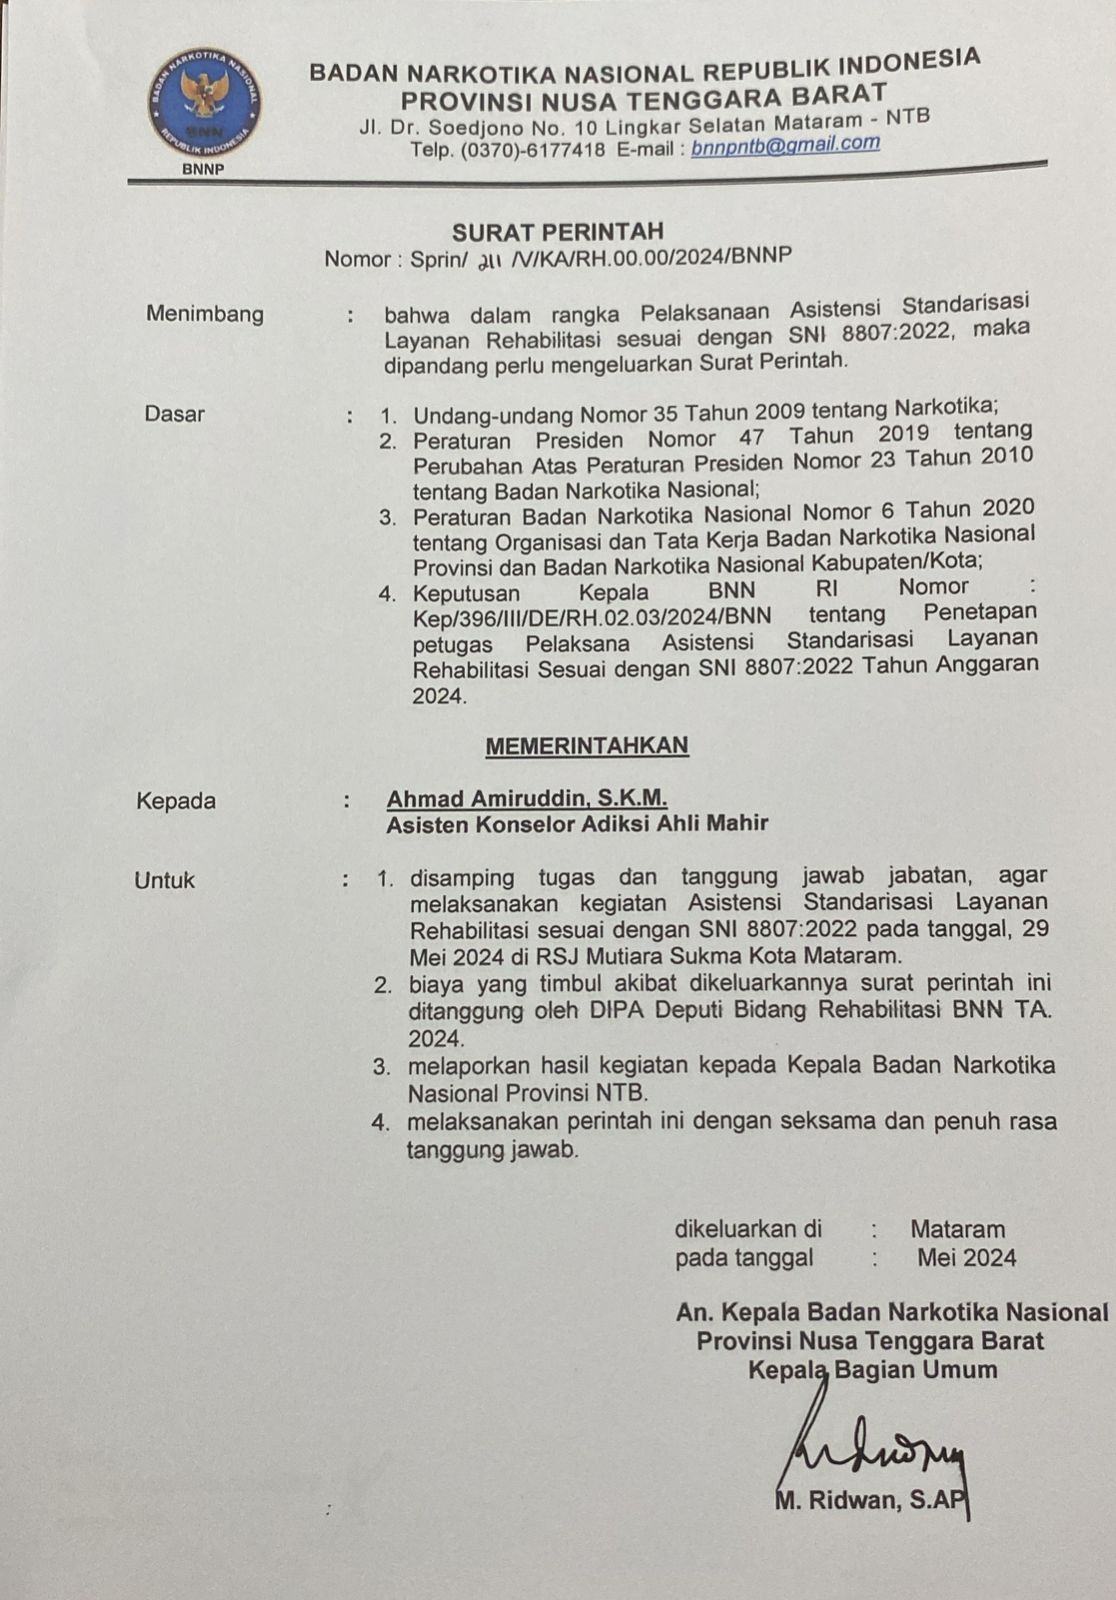 BADAN NARKOTIKA NASIONAL
BNN
REPUBLIK INDONESIA
BNNP
BADAN NARKOTIKA NASIONAL REPUBLIK INDONESIA
PROVINSI NUSA TENGGARA BARAT
Jl. Dr. Soedjono No. 10 Lingkar Selatan Mataram - NTB
Telp. (0370)-6177418 E-mail : bnnpntb@gmail.com
SURAT PERINTAH
Nomor : Sprin/ 211 /V/KA/RH.00.00/2024/BNNP
Menimbang : bahwa dalam rangka Pelaksanaan Asistensi Standarisasi
Layanan Rehabilitasi sesuai dengan SNI 8807:2022, maka
dipandang perlu mengeluarkan Surat Perintah.
Dasar : 1. Undang-undang Nomor 35 Tahun 2009 tentang Narkotika;
2. Peraturan Presiden Nomor 47 Tahun 2019 tentang
Perubahan Atas Peraturan Presiden Nomor 23 Tahun 2010
tentang Badan Narkotika Nasional;
3. Peraturan Badan Narkotika Nasional Nomor 6 Tahun 2020
tentang Organisasi dan Tata Kerja Badan Narkotika Nasional
Provinsi dan Badan Narkotika Nasional Kabupaten/Kota;
4. Keputusan Kepala BNN RI Nomor :
Kep/396/III/DE/RH.02.03/2024/BNN tentang Penetapan
petugas Pelaksana Asistensi Standarisasi Layanan
Rehabilitasi Sesuai dengan SNI 8807:2022 Tahun Anggaran
2024.
MEMERINTAHKAN
Kepada : Ahmad Amiruddin, S.K.M.
Asisten Konselor Adiksi Ahli Mahir
Untuk : 1. disamping tugas dan tanggung jawab jabatan, agar
melaksanakan kegiatan Asistensi Standarisasi Layanan
Rehabilitasi sesuai dengan SNI 8807:2022 pada tanggal, 29
Mei 2024 di RSJ Mutiara Sukma Kota Mataram.
2. biaya yang timbul akibat dikeluarkannya surat perintah ini
ditanggung oleh DIPA Deputi Bidang Rehabilitasi BNN TA.
2024.
3. melaporkan hasil kegiatan kepada Kepala Badan Narkotika
Nasional Provinsi NTB.
4. melaksanakan perintah ini dengan seksama dan penuh rasa
tanggung jawab.
dikeluarkan di : Mataram
pada tanggal : Mei 2024
An. Kepala Badan Narkotika Nasional
Provinsi Nusa Tenggara Barat
Kepala Bagian Umum
M. Ridwan, S.AP
: